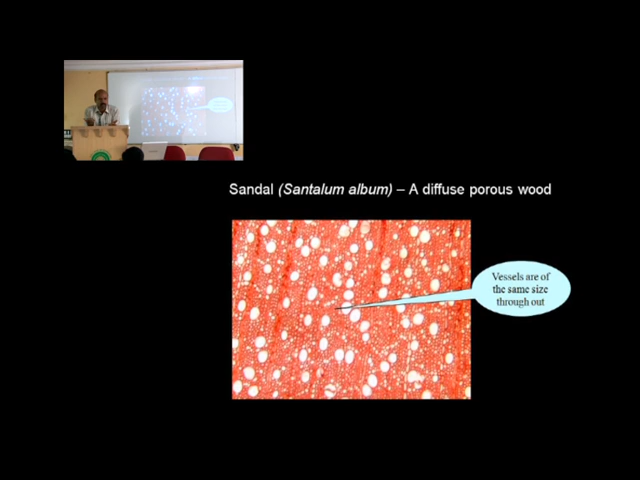 Sandal (Santalum album) – A diffuse porous wood
Vessels are of
the same size
through out